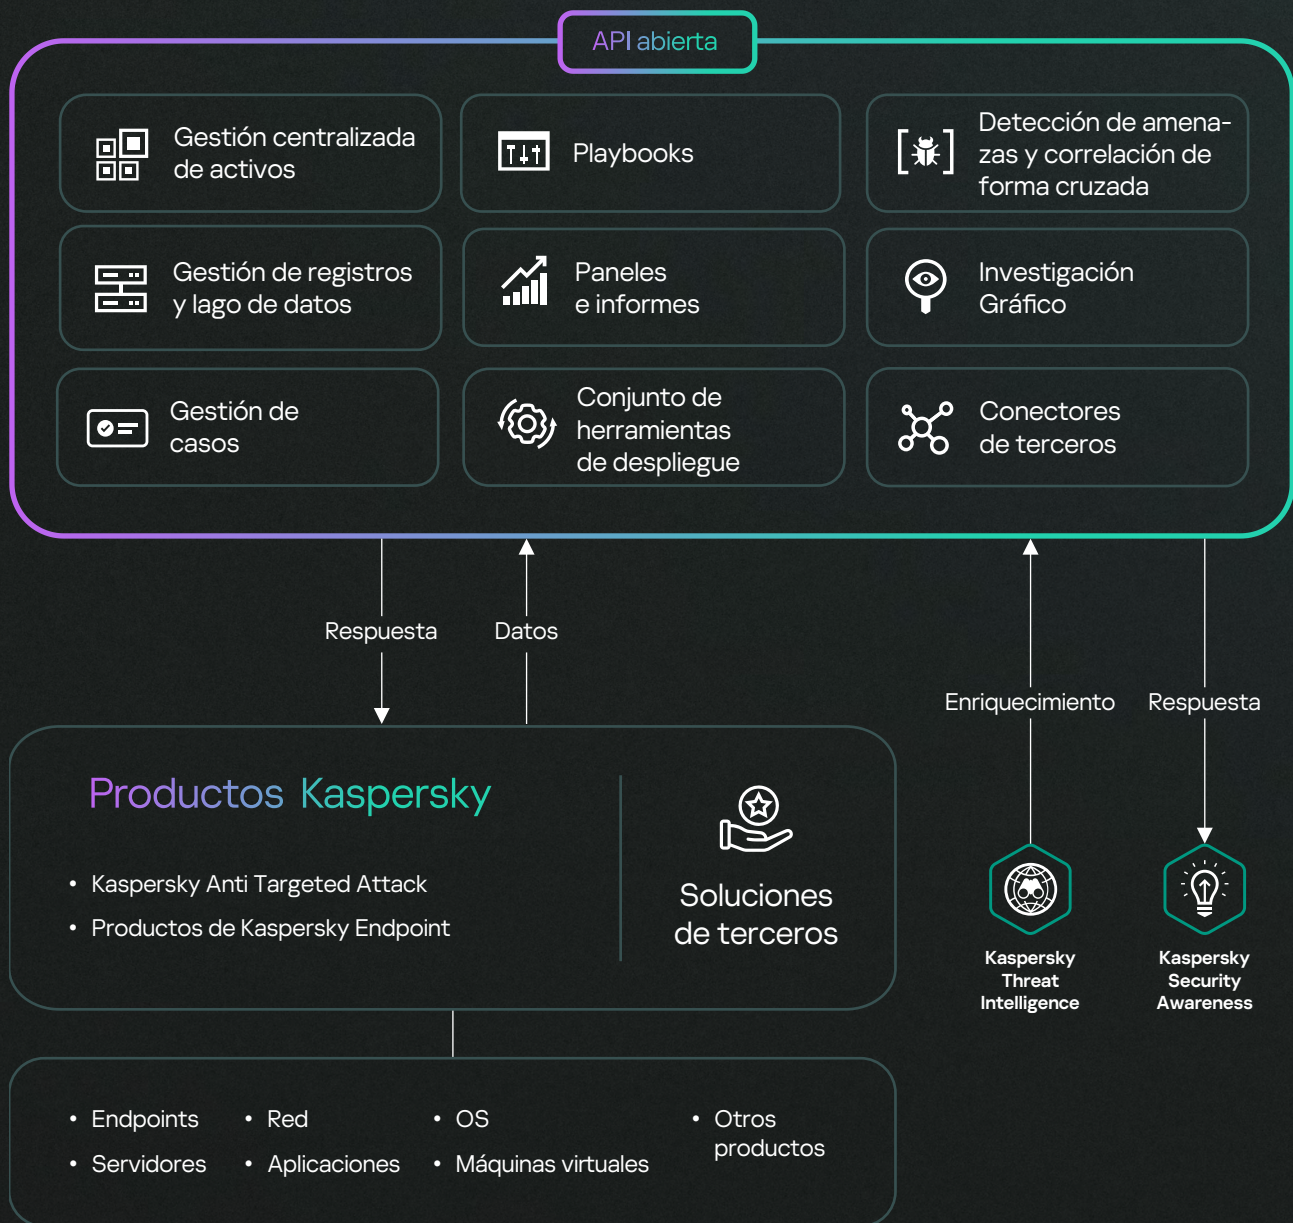 API abierta
Gestión centralizada
de activos
Playbooks
Detección de amena-
zas y correlación de
forma cruzada
Gestión de registros
y lago de datos
Paneles
e informes
Investigación
Gráfico
Gestión de
casos
Conjunto de
herramientas
de despliegue
Conectores
de terceros
Respuesta
Datos
Enriquecimiento
Respuesta
Productos Kaspersky
• Kaspersky Anti Targeted Attack
• Productos de Kaspersky Endpoint
Soluciones
de terceros
Kaspersky
Threat
Intelligence
Kaspersky
Security
Awareness
• Endpoints
• Servidores
• Red
• Aplicaciones
• OS
• Máquinas virtuales
• Otros
productos